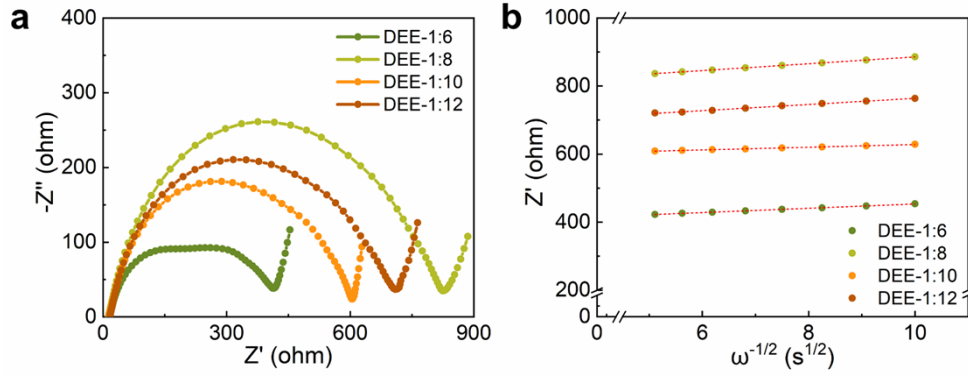 a
400
300
200
100
0
-Z'' (ohm)
DEE-1:6
DEE-1:8
DEE-1:10
DEE-1:12
0
300
600
900
Z' (ohm)
b
1000
800
600
400
200
0
Z' (ohm)
DEE-1:6
DEE-1:8
DEE-1:10
DEE-1:12
0
6
8
10
ω-1/2 (s1/2)